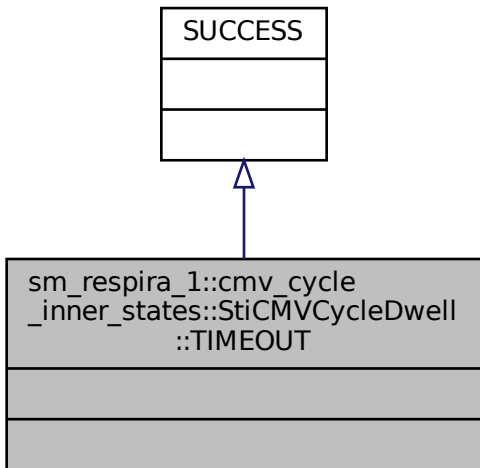 SUCCESS
sm_respira_1::cmv_cycle
_inner_states::StiCMVCycleDwell
::TIMEOUT